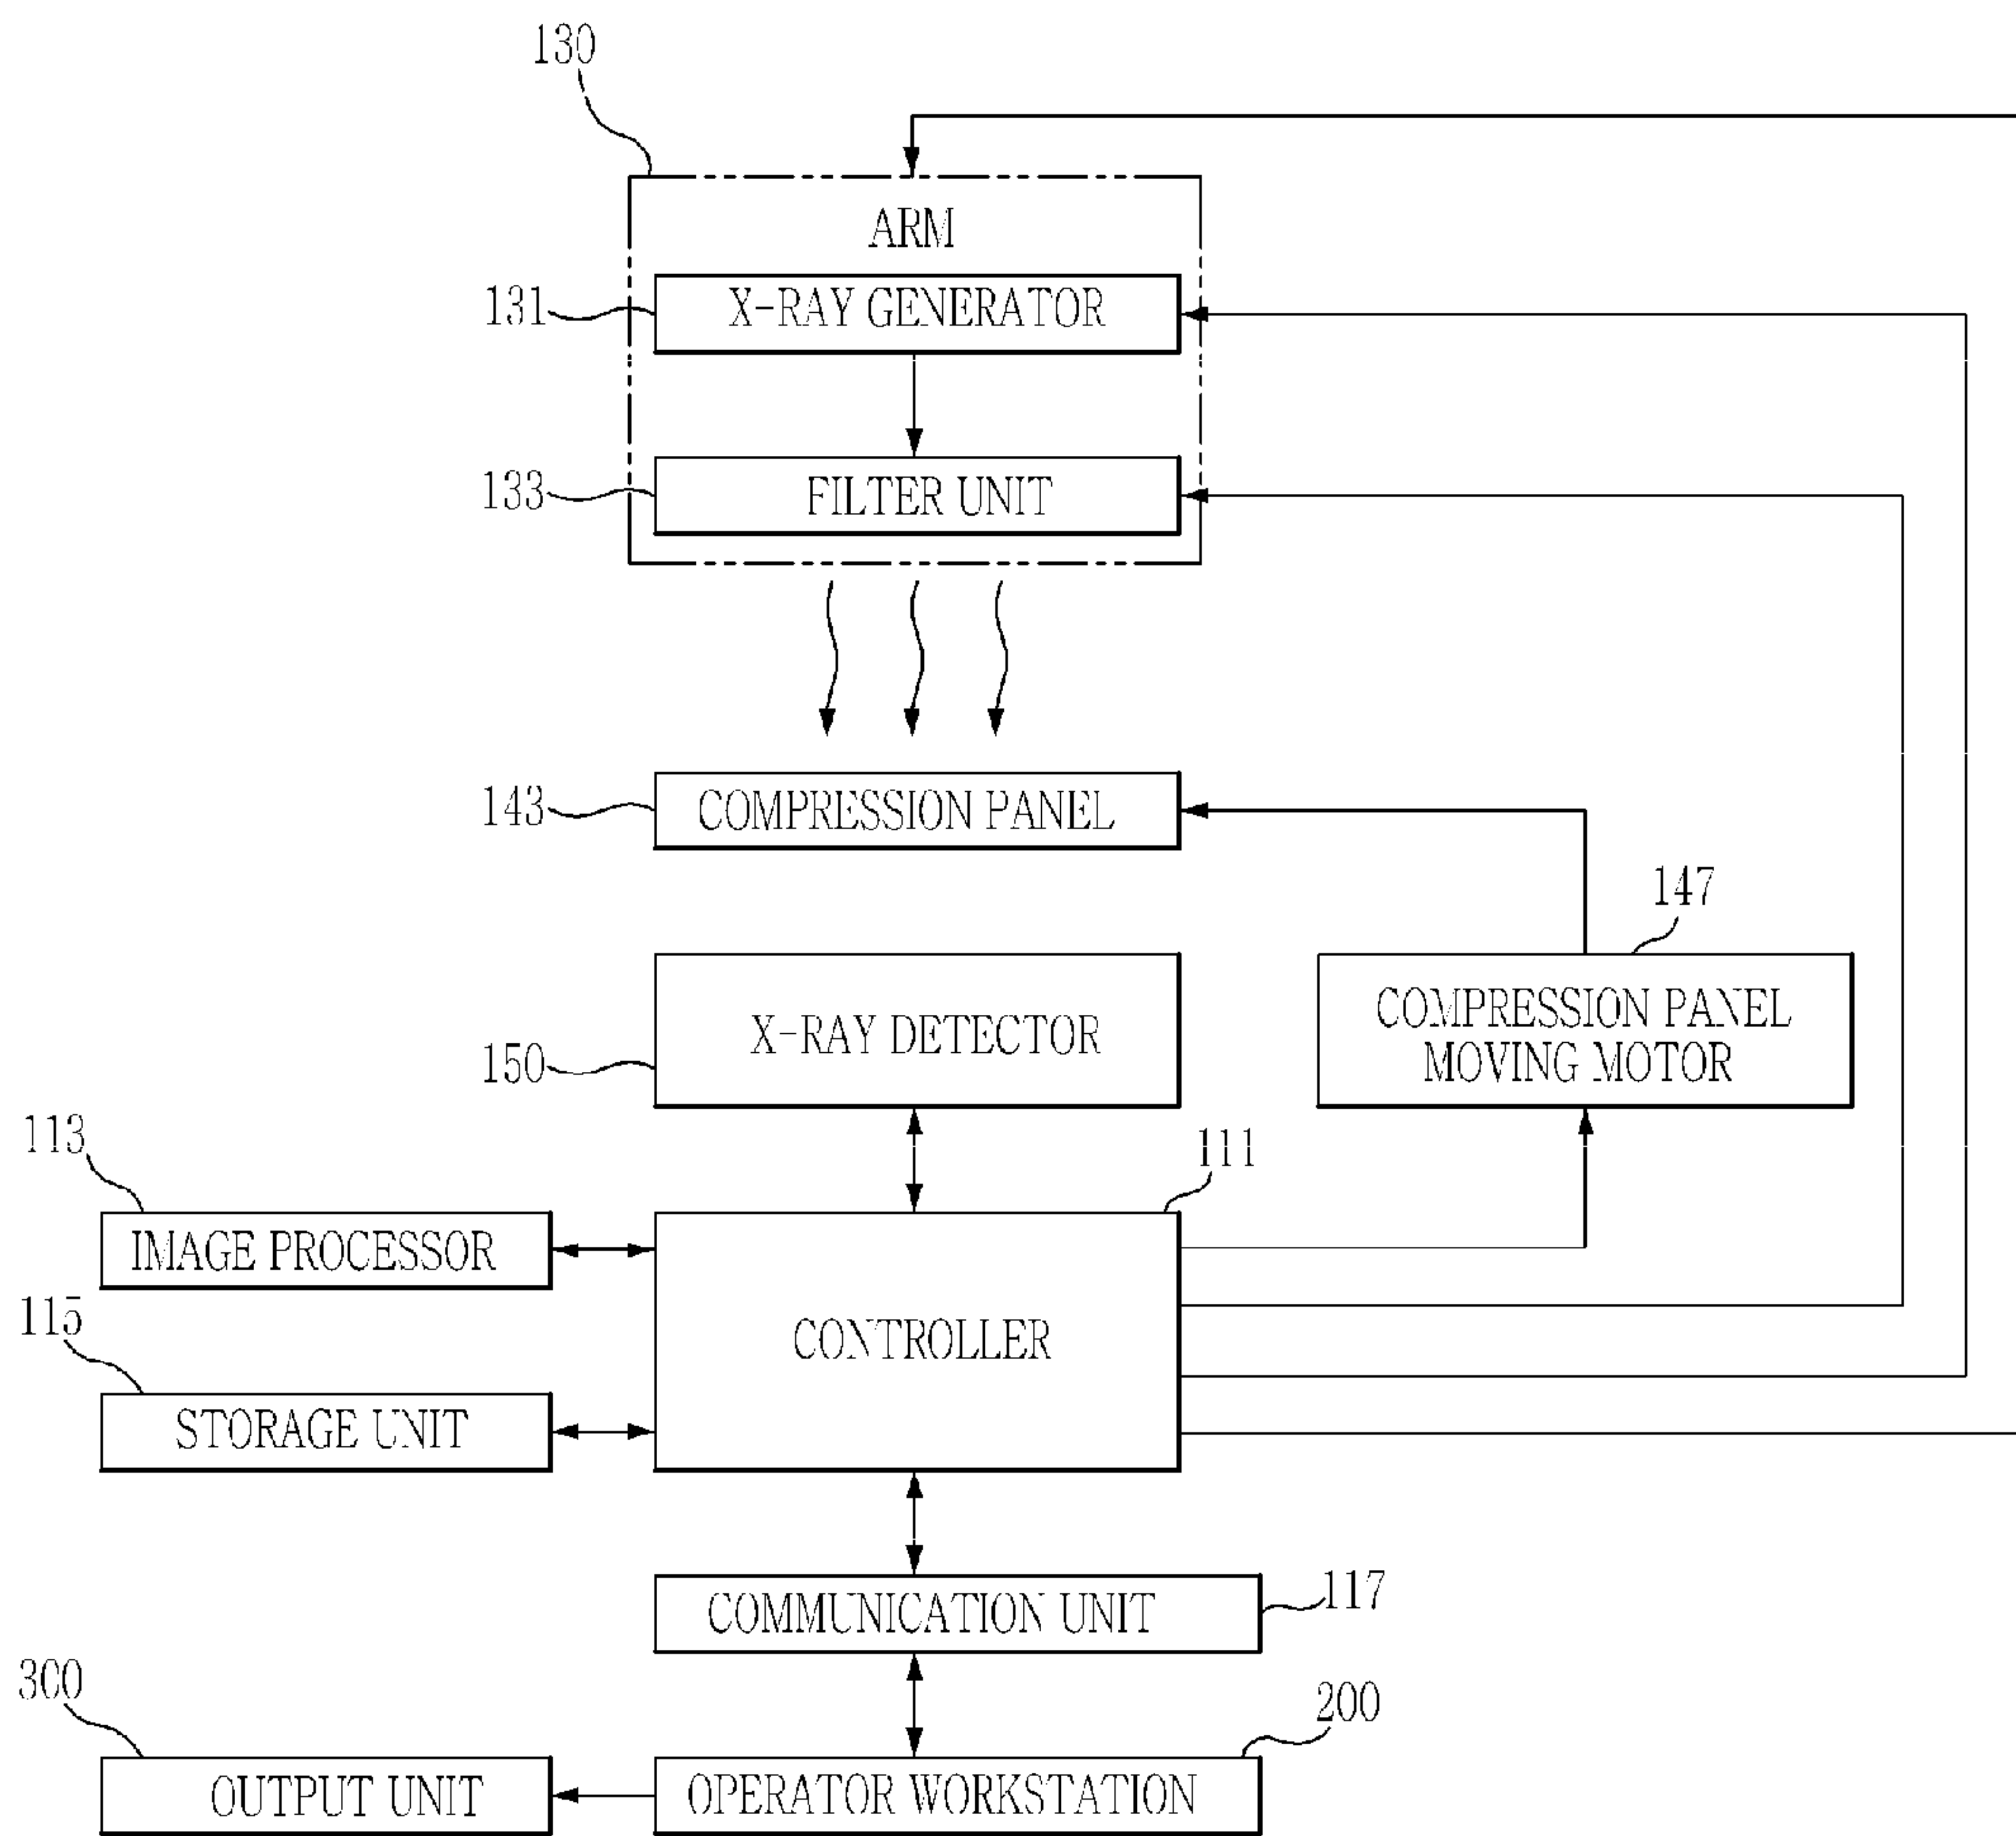 130
ARM
131
X-RAY GENERATOR
133
FILTER UNIT
143
COMPRESSION PANEL
147
X-RAY DETECTOR
COMPRESSION PANEL
MOVING MOTOR
150
113
111
IMAGE PROCESSOR
115
CONTROLLER
STORAGE UNIT
COMMUNICATION UNIT
117
300
200
OUTPUT UNIT
OPERATOR WORKSTATION